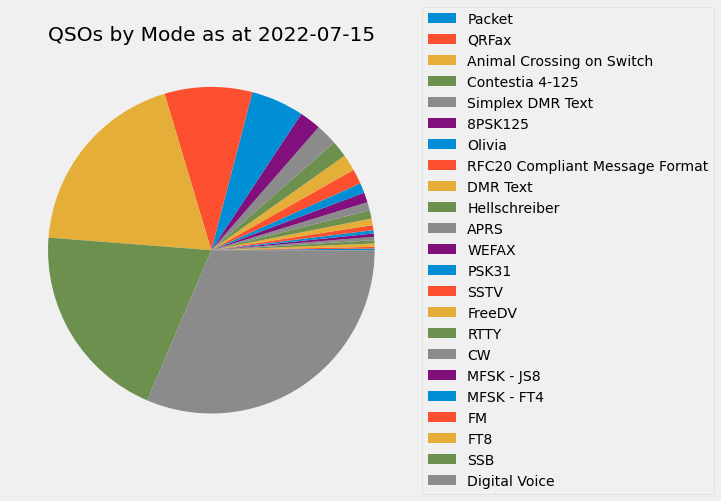 QSOs by Mode as at 2022-07-15
Packet
QRFax
Animal Crossing on Switch
Contestia 4-125
Simplex DMR Text
8PSK125
Olivia
RFC20 Compliant Message Format
DMR Text
Hellschreiber
APRS
WEFAX
PSK31
SSTV
FreeDV
RTTY
CW
MFSK - JS8
MFSK - FT4
FM
FT8
SSB
Digital Voice